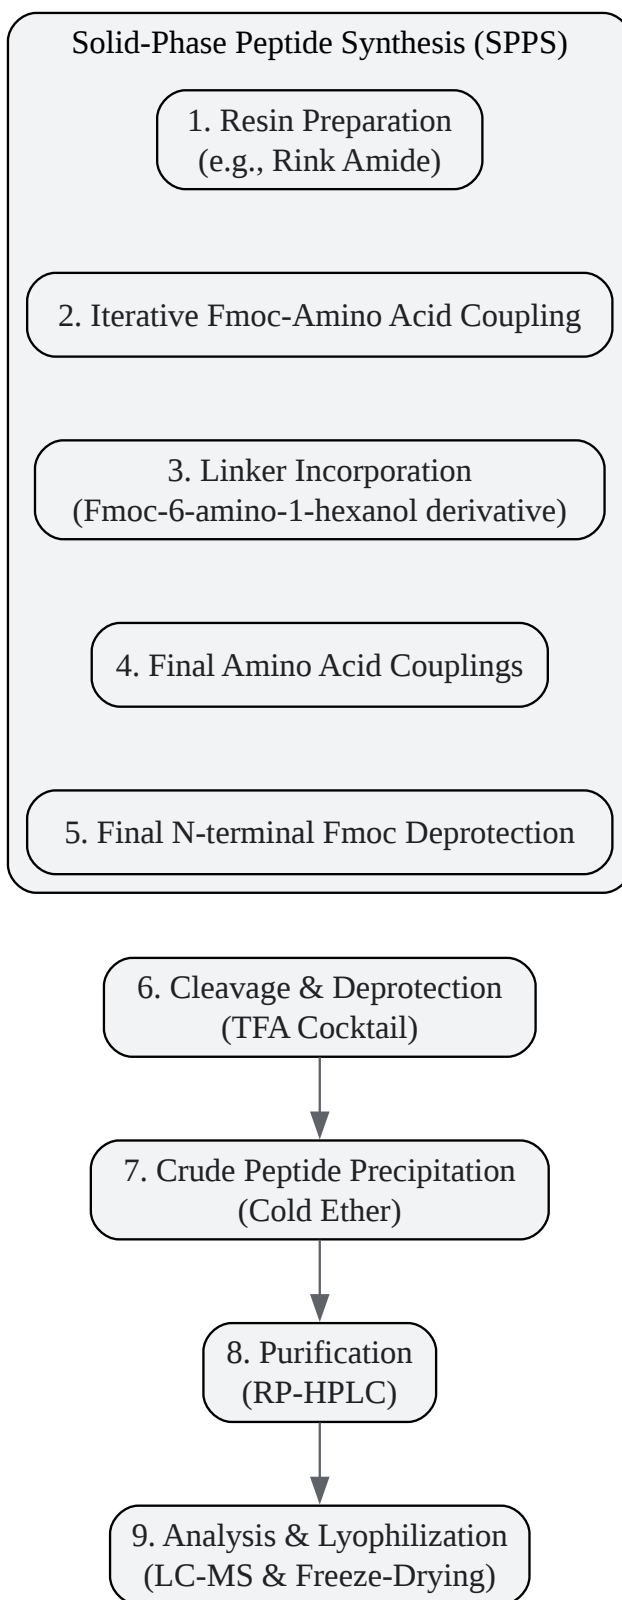 Solid-Phase Peptide Synthesis (SPPS)
1. Resin Preparation
(e.g., Rink Amide)
2. Iterative Fmoc-Amino Acid Coupling
3. Linker Incorporation
(Fmoc-6-amino-1-hexanol derivative)
4. Final Amino Acid Couplings
5. Final N-terminal Fmoc Deprotection
6. Cleavage & Deprotection
(TFA Cocktail)
7. Crude Peptide Precipitation
(Cold Ether)
8. Purification
(RP-HPLC)
9. Analysis & Lyophilization
(LC-MS & Freeze-Drying)